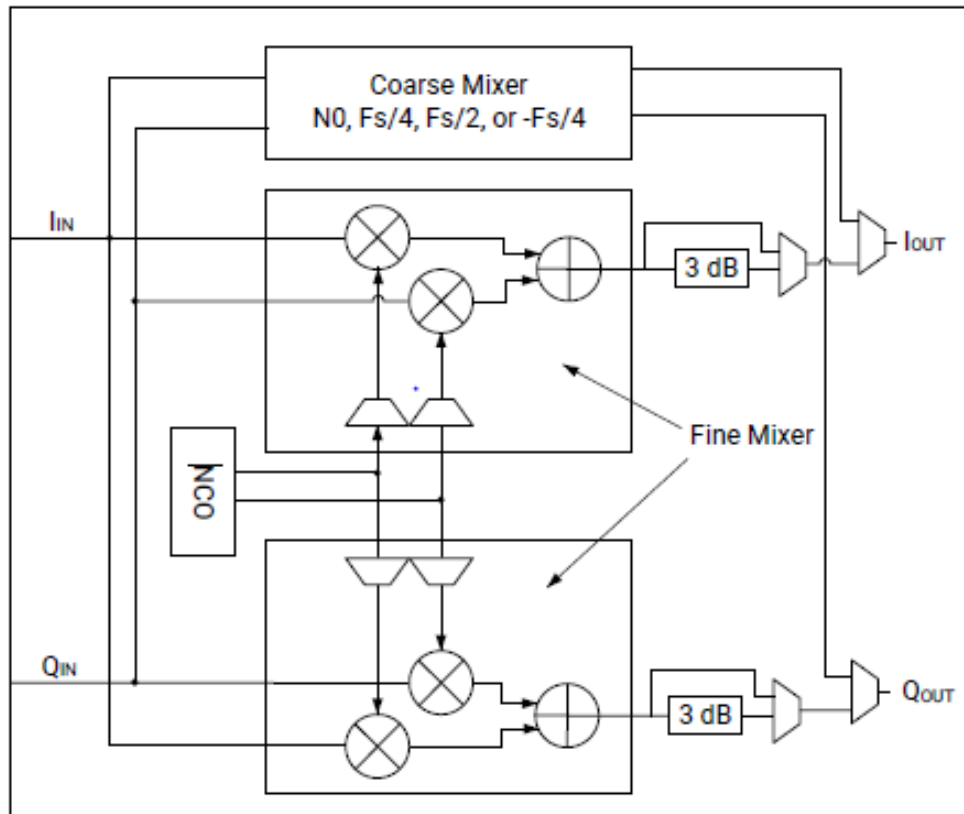 Coarse Mixer
N0, Fs/4, Fs/2, or -Fs/4
IIN
3 dB
IOUT
Fine Mixer
NCO
QIN
3 dB
QOUT